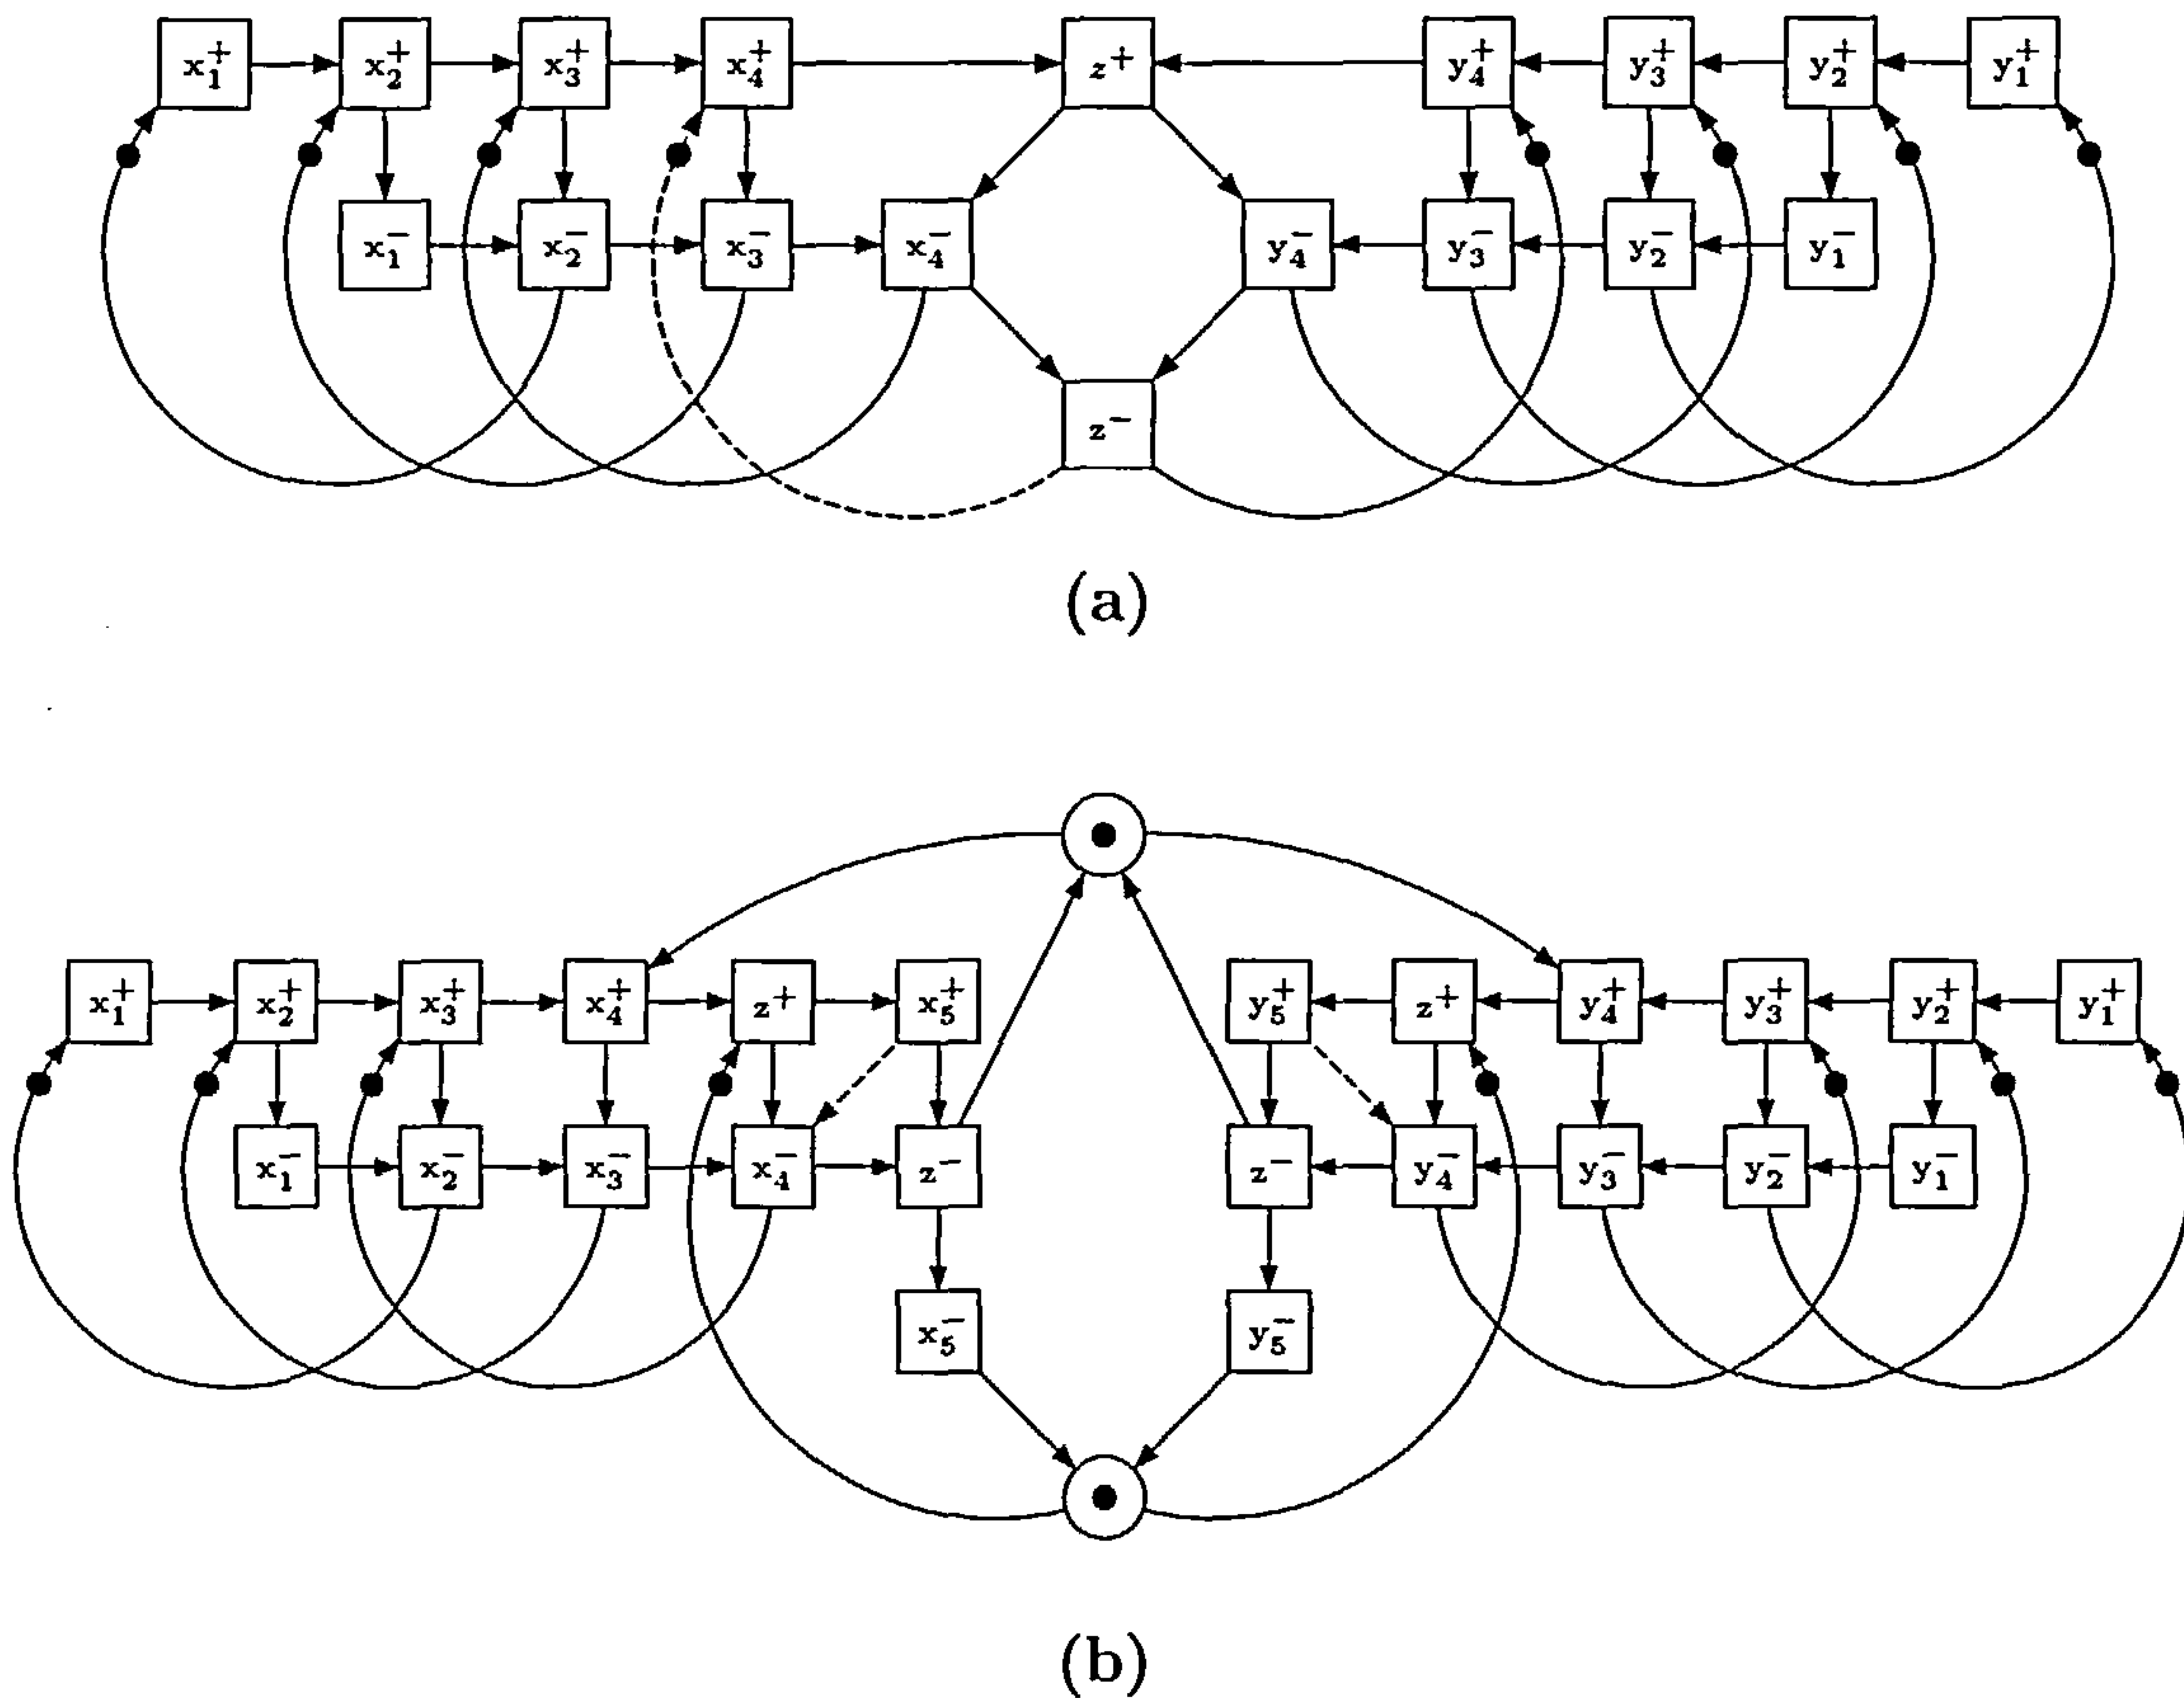 x₁⁺ x₂⁺ x₃⁺ x₄⁺ z⁺ y₄⁺ y₃⁺ y₂⁺ y₁⁺
x₁⁻ x₂⁻ x₃⁻ x₄⁻ y₄⁻ y₃⁻ y₂⁻ y₁⁻
z⁻
(a)
x₁⁺ x₂⁺ x₃⁺ x₄⁺ z⁺ x₅⁺ y₅⁺ z⁺ y₄⁺ y₃⁺ y₂⁺ y₁⁺
x₁⁻ x₂⁻ x₃⁻ x₄⁻ z⁻ z⁻ y₄⁻ y₃⁻ y₂⁻ y₁⁻
x₅⁻ y₅⁻
(b)